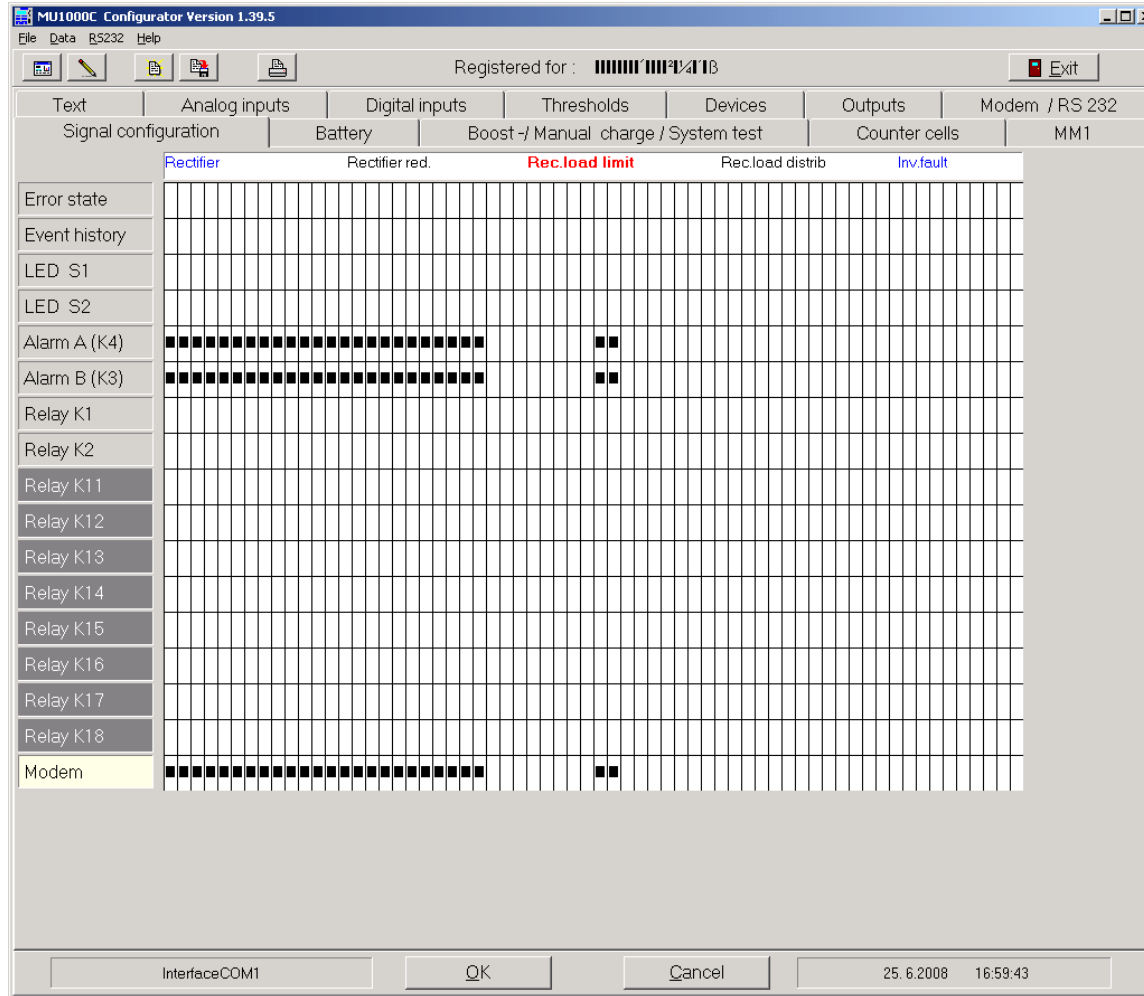 MU1000C Configurator Version 1.39.5
File Data RS232 Help
Registered for :
Exit
Text Analog inputs Digital inputs Thresholds Devices Outputs Modem / RS 232
Signal configuration Battery Boost -/ Manual charge / System test Counter cells MM1
Rectifier Rectifier red. Rec.load limit Rec.load distrib Inv.fault
Error state
Event history
LED S1
LED S2
Alarm A (K4)
Alarm B (K3)
Relay K1
Relay K2
Relay K11
Relay K12
Relay K13
Relay K14
Relay K15
Relay K16
Relay K17
Relay K18
Modem
InterfaceCOM1 OK Cancel 25. 6.2008 16:59:43